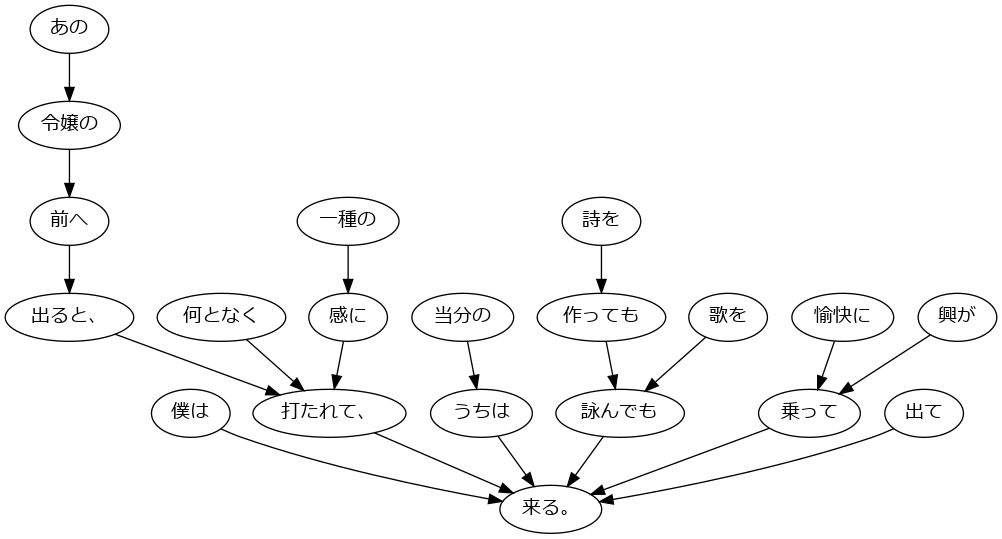 あの
令嬢の
前へ 一種の 詩を
出ると、 何となく 感に 当分の 作っても 歌を 愉快に 興が
僕は 打たれて、 うちは 詠んでも 乗って 出て
来る。